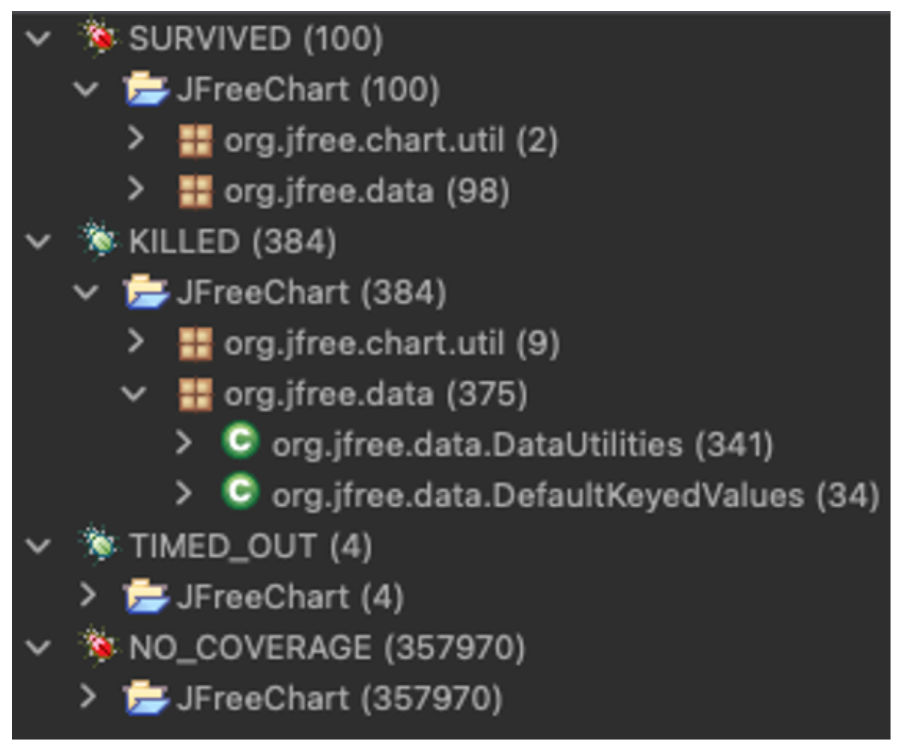 SURVIVED (100)
JFreeChart (100)
org.jfree.chart.util (2)
org.jfree.data (98)
KILLED (384)
JFreeChart (384)
org.jfree.chart.util (9)
org.jfree.data (375)
C org.jfree.data.DataUtilities (341)
C org.jfree.data.DefaultKeyedValues (34)
TIMED_OUT (4)
JFreeChart (4)
NO_COVERAGE (357970)
JFreeChart (357970)